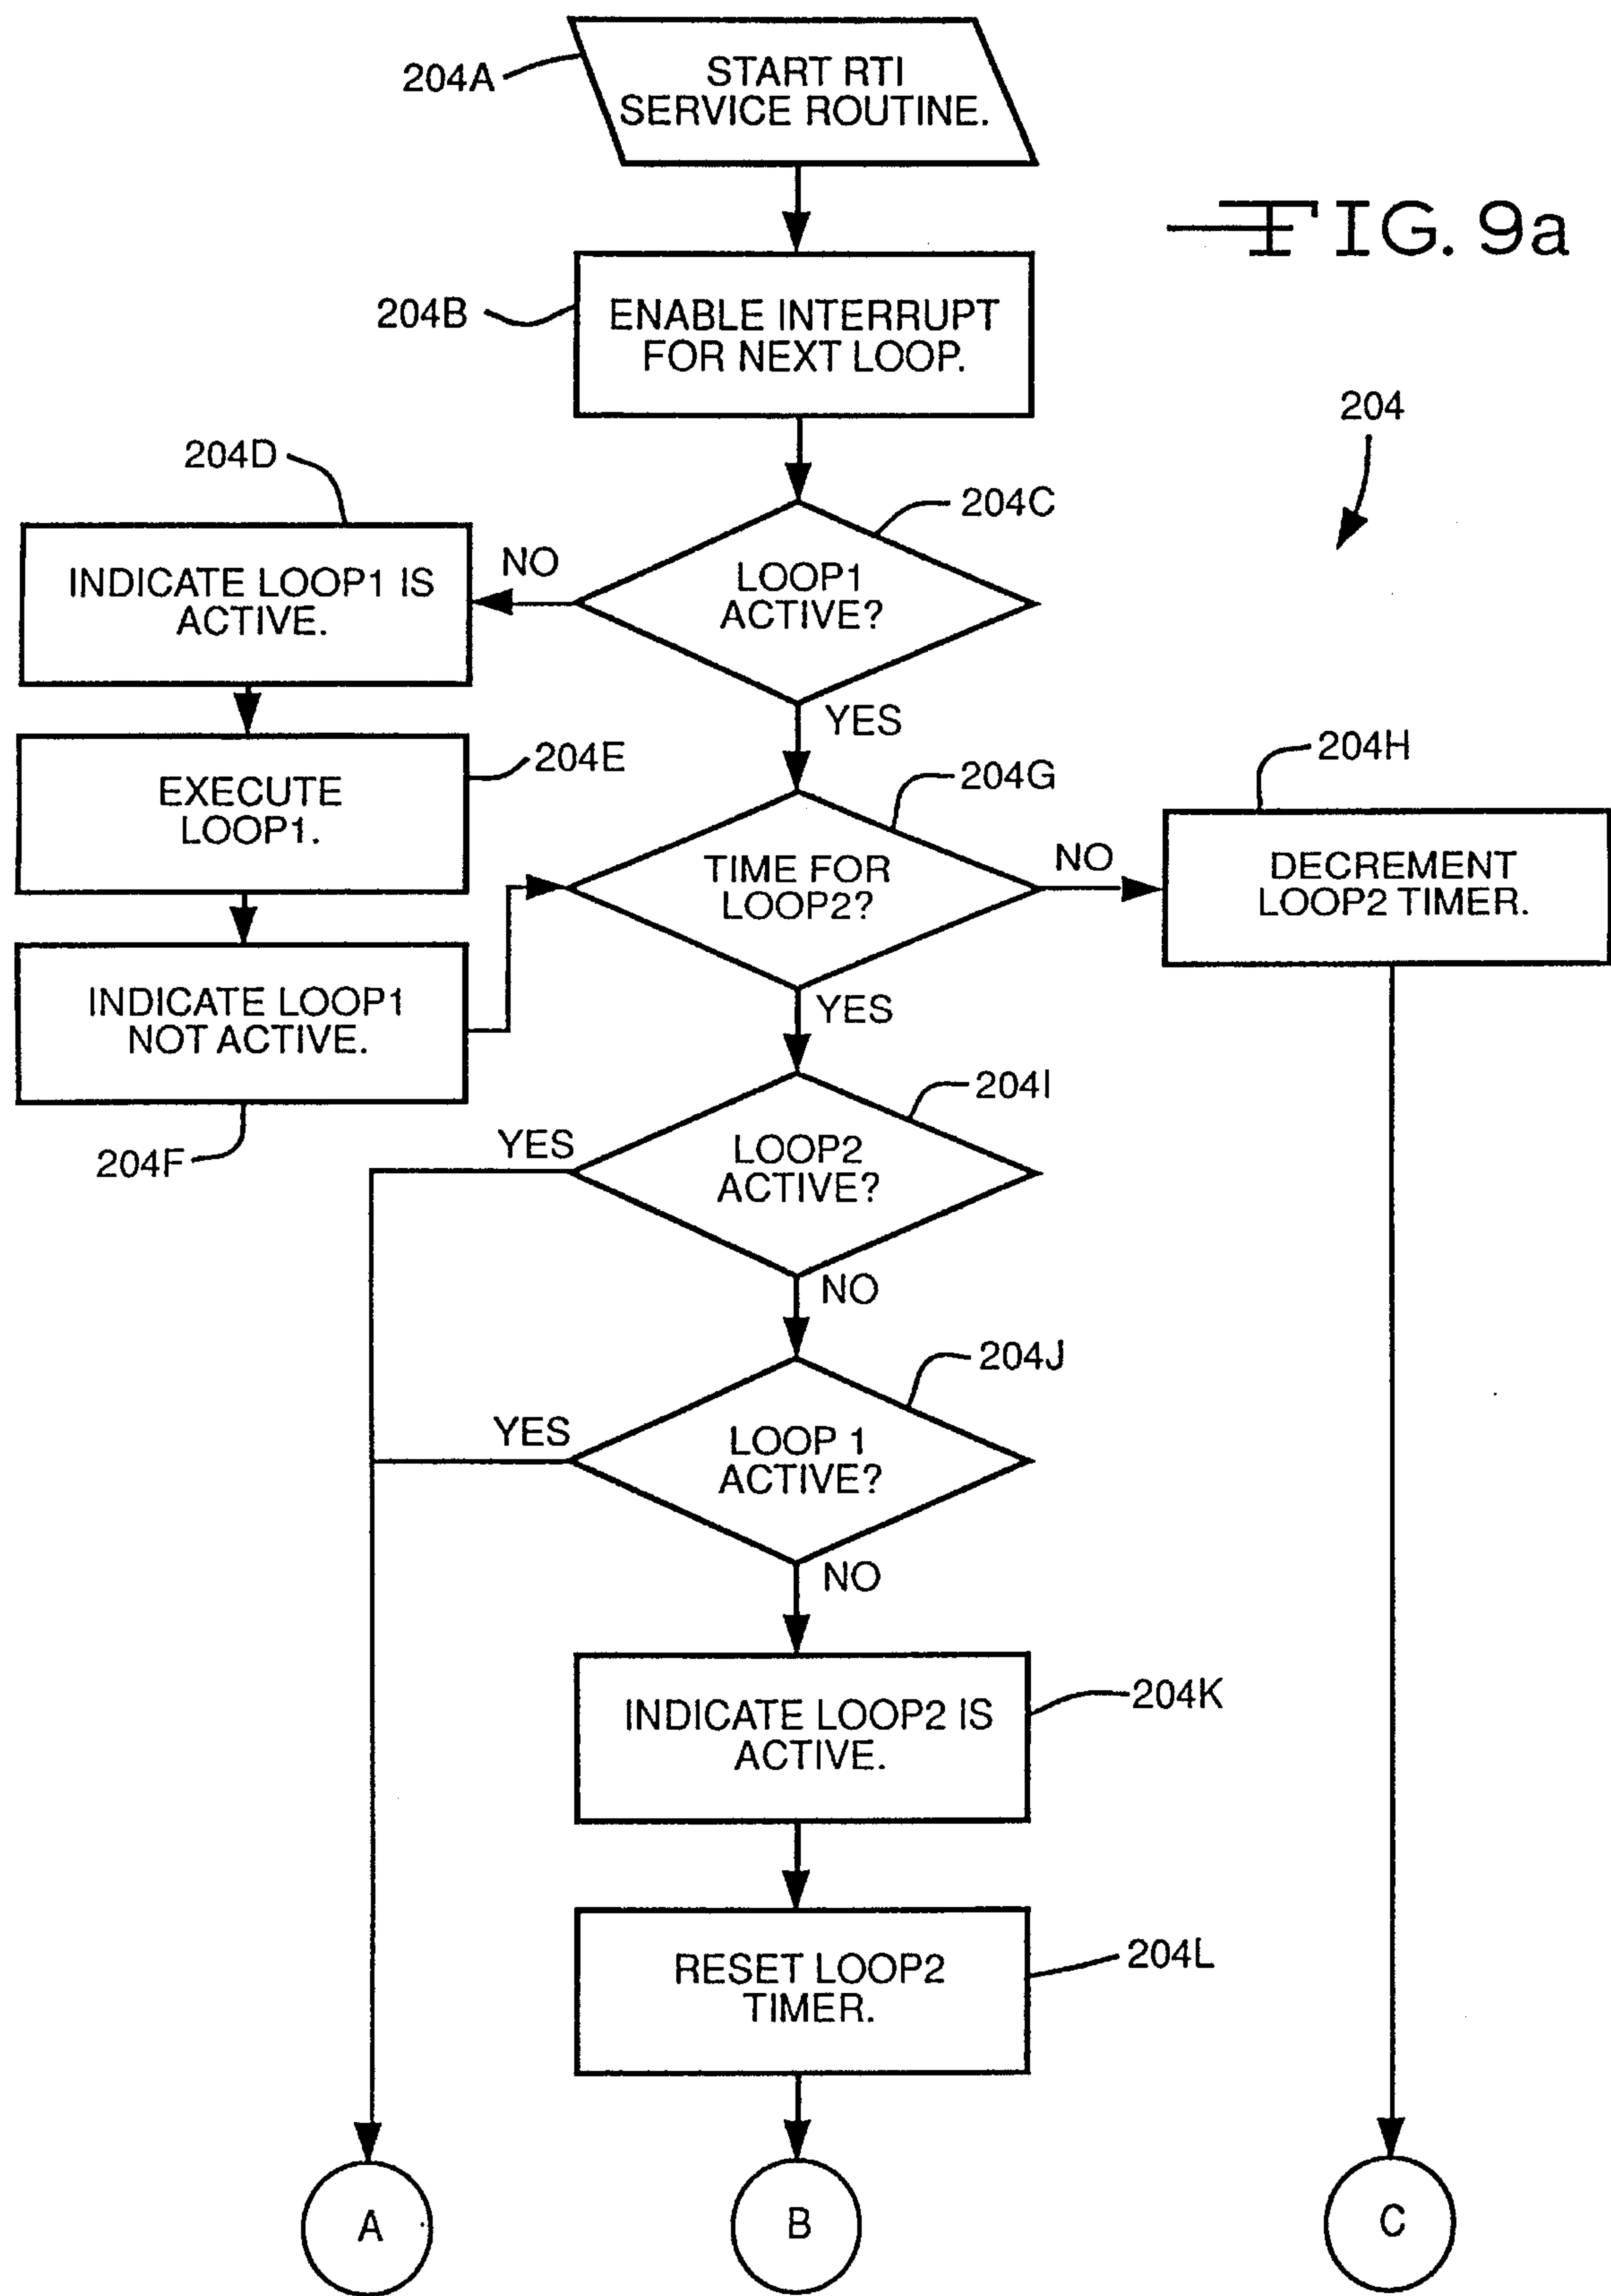 204A
START RTI
SERVICE ROUTINE.
FIG. 9a
204B
ENABLE INTERRUPT
FOR NEXT LOOP.
204
204D
204C
INDICATE LOOP1 IS
ACTIVE.
NO
LOOP1
ACTIVE?
YES
204E
EXECUTE
LOOP1.
204G
204H
TIME FOR
LOOP2?
NO
DECREMENT
LOOP2 TIMER.
INDICATE LOOP1
NOT ACTIVE.
YES
204F
204I
YES
LOOP2
ACTIVE?
NO
204J
YES
LOOP 1
ACTIVE?
NO
204K
INDICATE LOOP2 IS
ACTIVE.
204L
RESET LOOP2
TIMER.
A
B
C